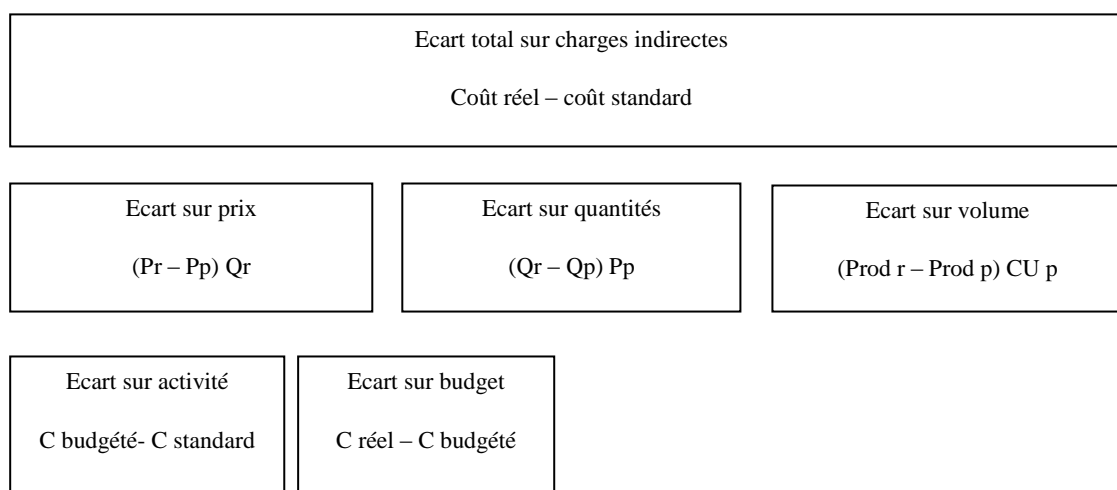 Ecart total sur charges indirectes
Coût réel – coût standard
Ecart sur prix
(Pr – Pp) Qr
Ecart sur quantités
(Qr – Qp) Pp
Ecart sur volume
(Prod r – Prod p) CU p
Ecart sur activité
C budgété- C standard
Ecart sur budget
C réel – C budgété